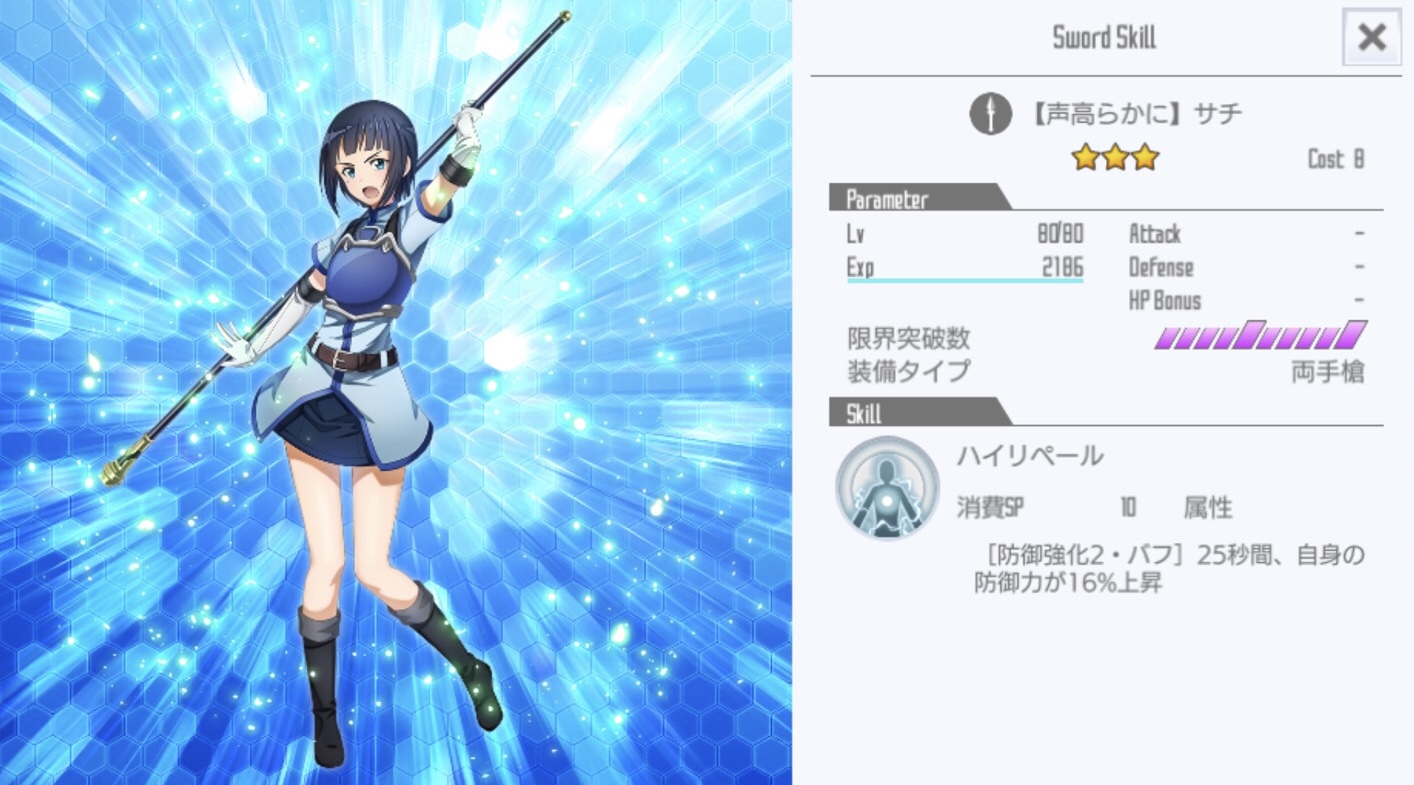 Sword Skill
【声高らかに】サチ
Cost 8
Parameter
Lv 80/80 Attack -
Exp 2186 Defense -
HP Bonus -
限界突破数
装備タイプ 両手槍
Skill
ハイリペール
消費SP 10 属性
［防御強化2・バフ］25秒間、自身の
防御力が16%上昇